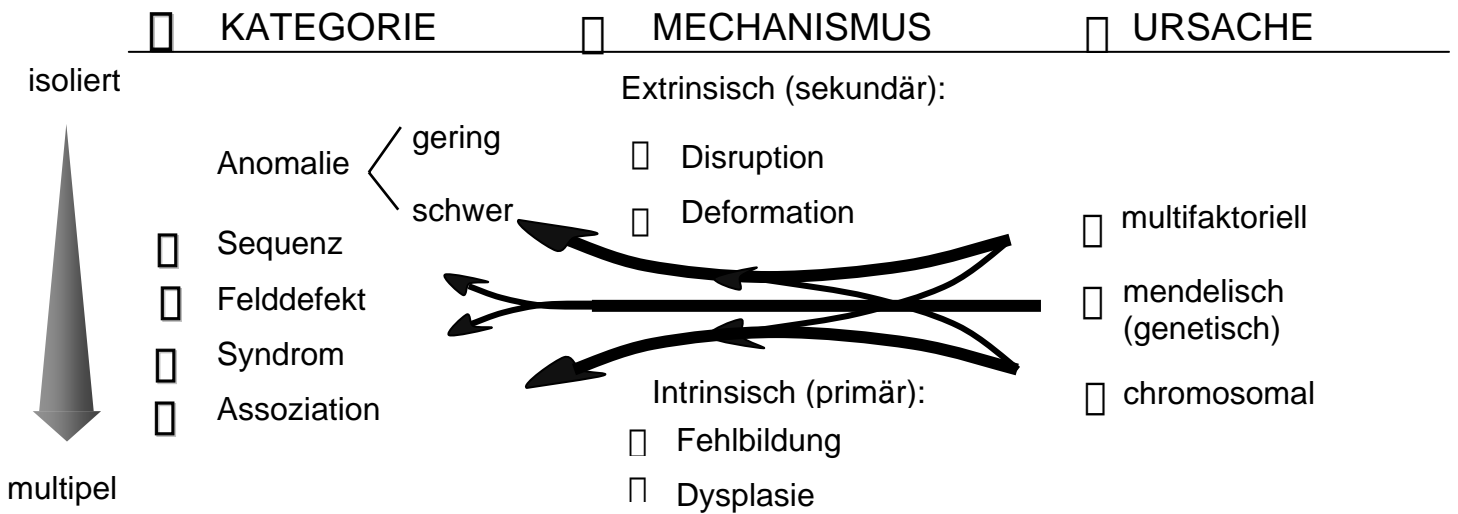 KATEGORIE
MECHANISMUS
URSACHE
isoliert
multipel
Anomalie
gering
schwer
Sequenz
Felddefekt
Syndrom
Assoziation
Extrinsisch (sekundär):
Disruption
Deformation
Intrinsisch (primär):
Fehlbildung
Dysplasie
multifaktoriell
mendelisch
(genetisch)
chromosomal